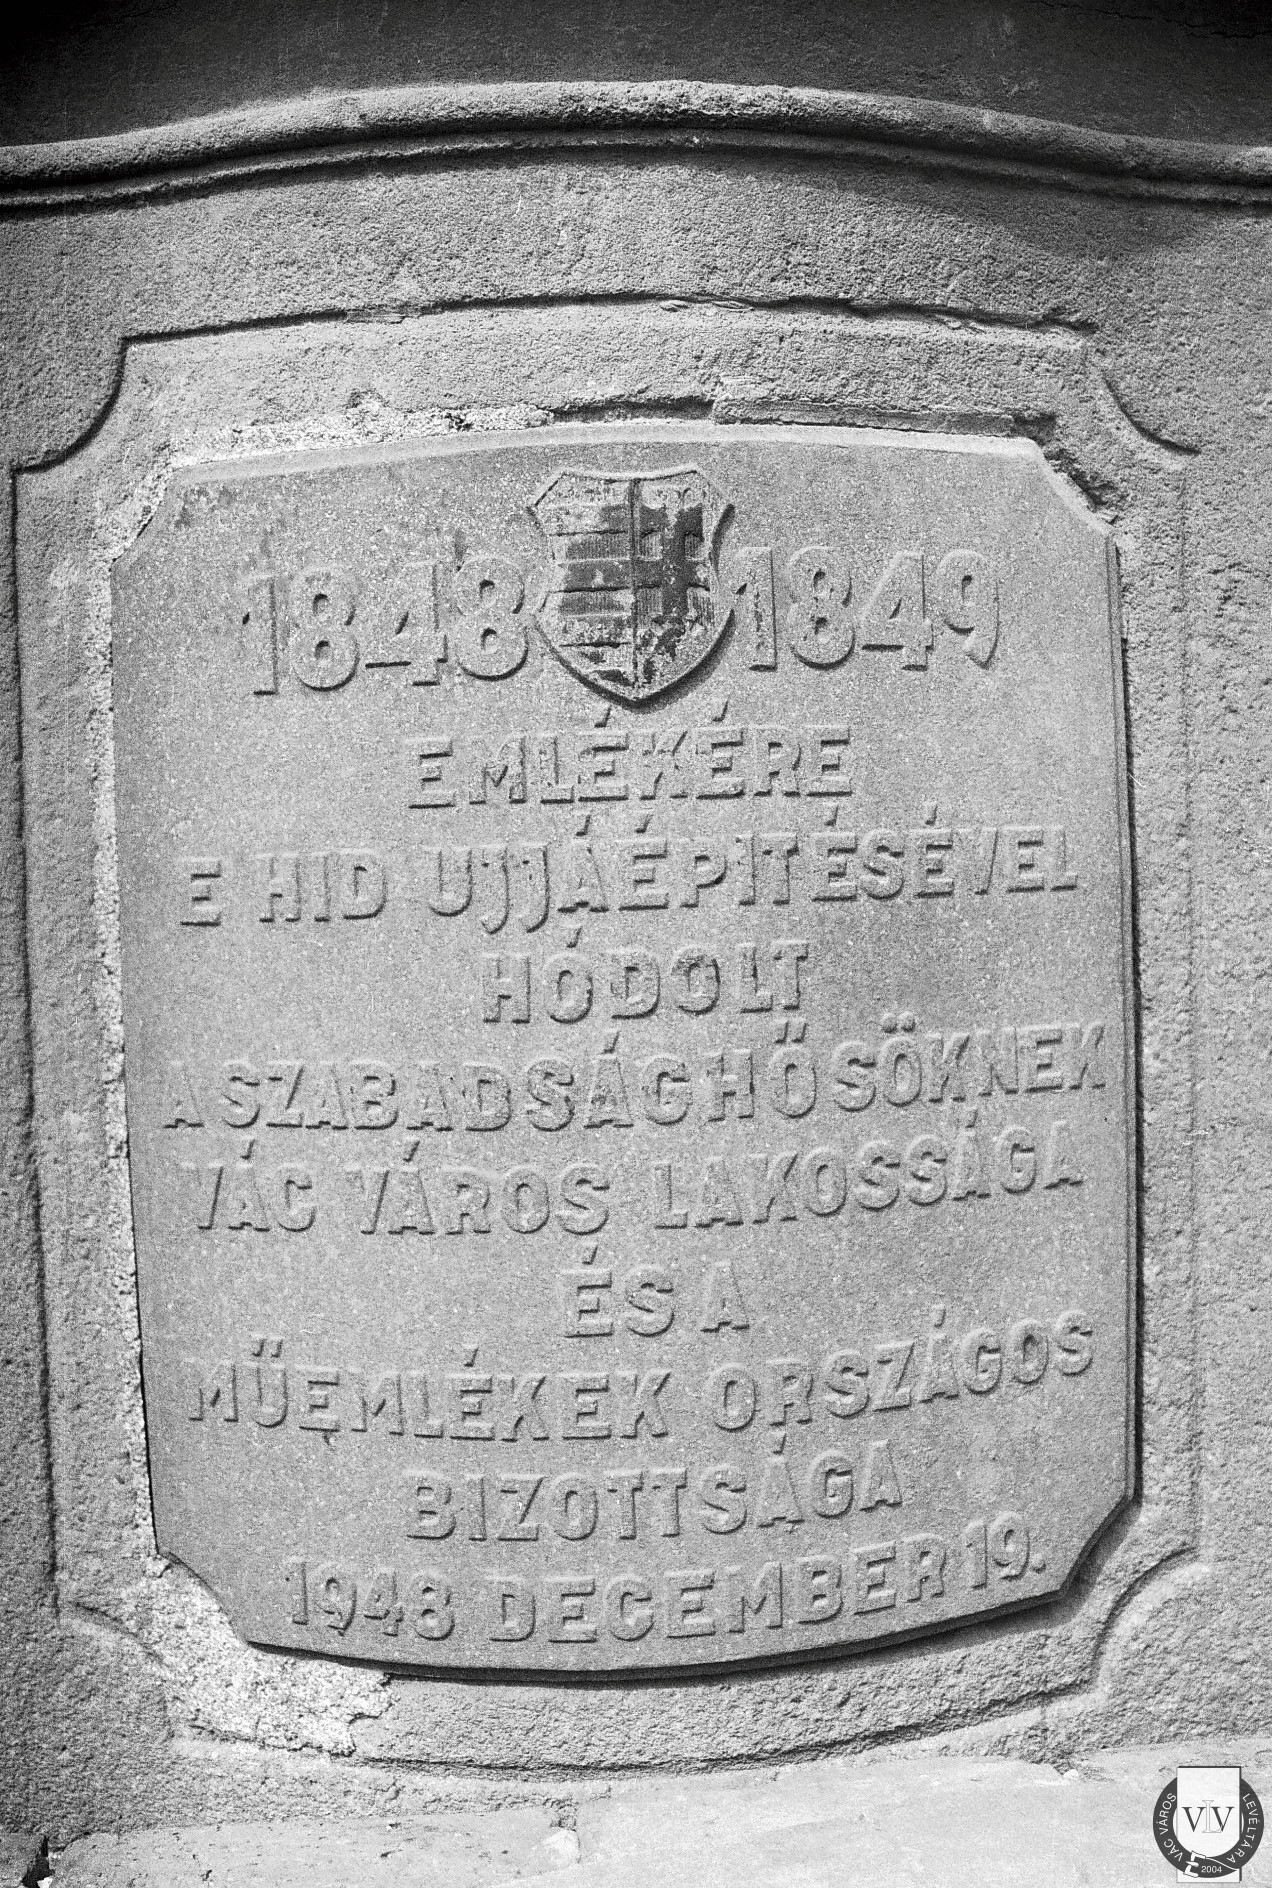 1848 1849
EMLÉKÉRE
E HID UJJÁÉPITÉSÉVEL
HÓDOLT
A SZABADSÁGHŐSÖKNEK
VÁC VÁROS LAKOSSÁGA
ÉS A
MŰEMLÉKEK ORSZÁGOS
BIZOTTSÁGA
1948 DECEMBER 19.
VÁC VÁROS LEVÉLTÁRA
VLV
2004